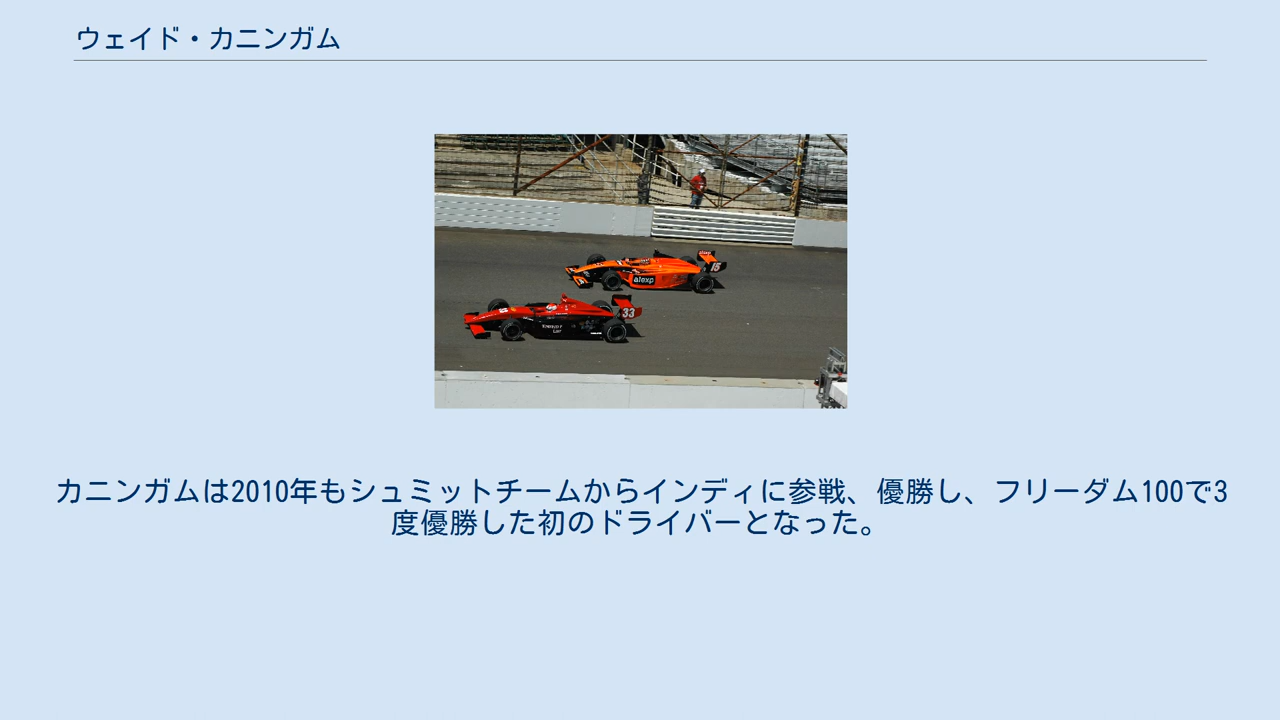 ウェイド・カニンガム
15
alexp
33
カニンガムは2010年もシュミットチームからインディに参戦、優勝し、フリーダム100で3
度優勝した初のドライバーとなった。